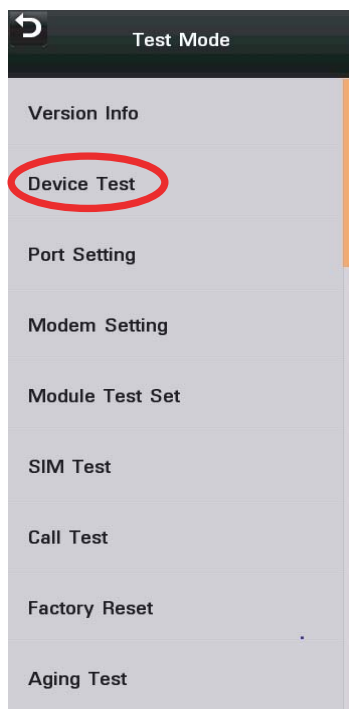 Test Mode
Version Info
Device Test
Port Setting
Modem Setting
Module Test Set
SIM Test
Call Test
Factory Reset
Aging Test